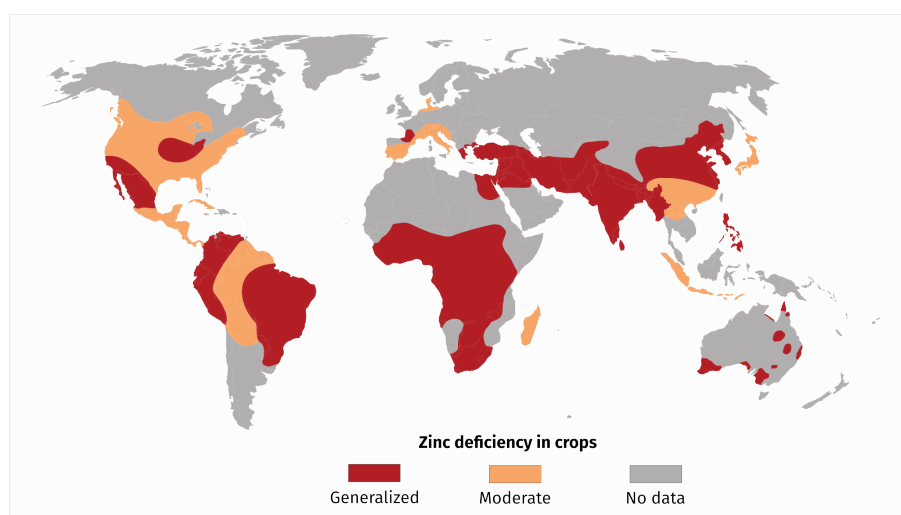 Zinc deficiency in crops
Generalized
Moderate
No data